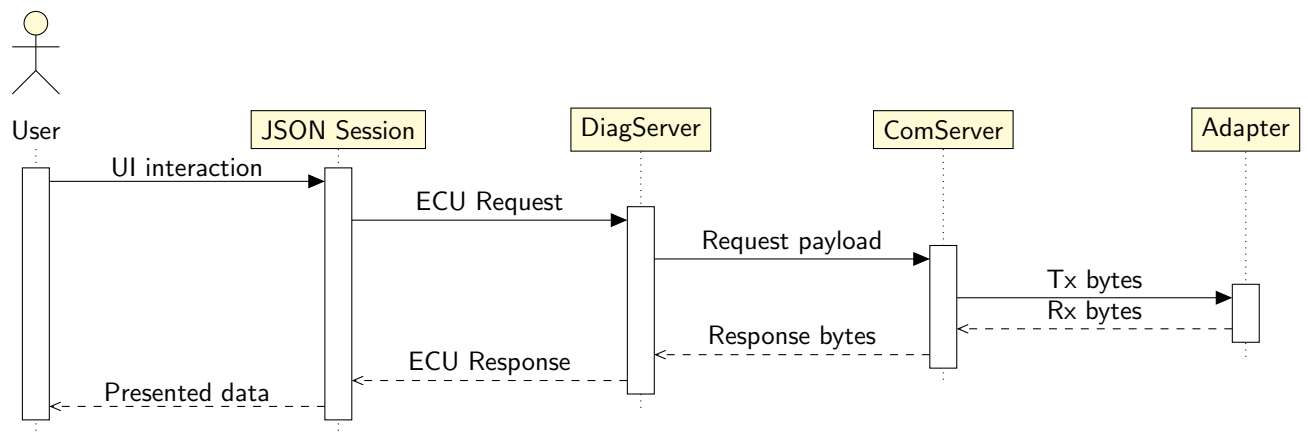 User
JSON Session
DiagServer
ComServer
Adapter
UI interaction
ECU Request
Request payload
Tx bytes
Rx bytes
Response bytes
ECU Response
Presented data